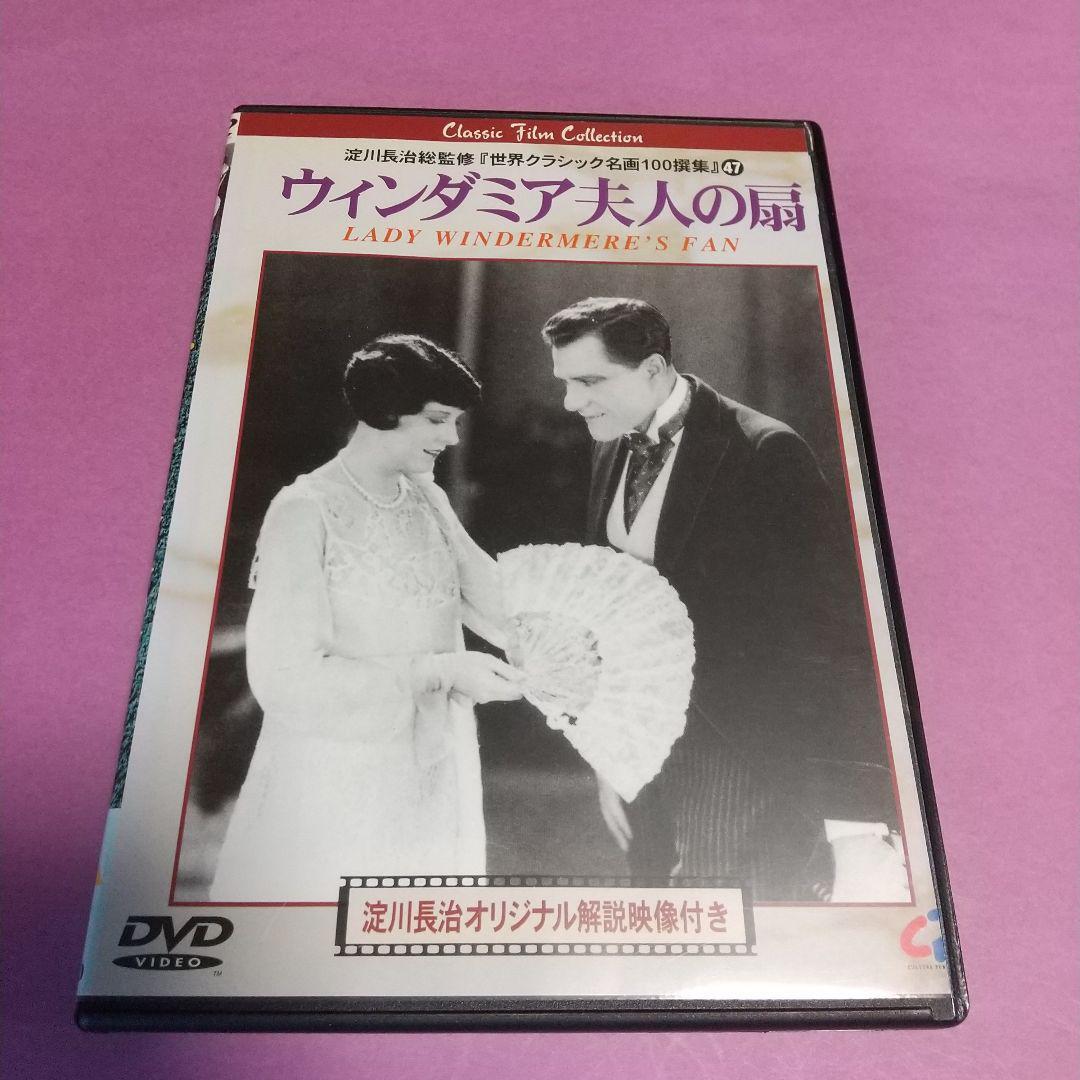 Classic Film Collection
淀川長治総監修『世界クラシック名画100撰集』47
ウィンダミア夫人の扇
LADY WINDERMERE'S FAN
淀川長治オリジナル解説映像付き
DVD
VIDEO
TM